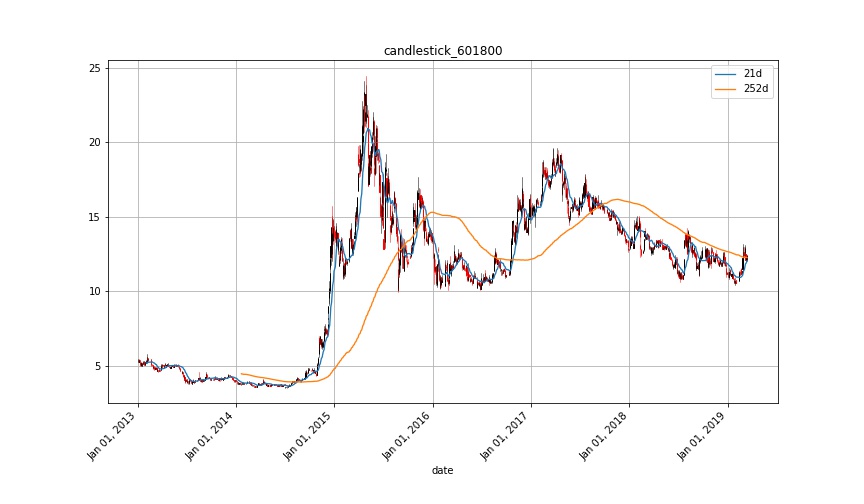 candlestick_601800
21d
252d
25
20
15
10
5
Jan 01, 2013
Jan 01, 2014
Jan 01, 2015
Jan 01, 2016
Jan 01, 2017
Jan 01, 2018
Jan 01, 2019
date